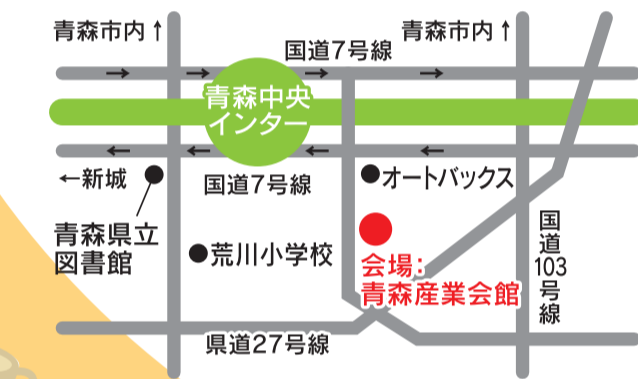 青森市内↑
青森市内↑
国道7号線
→ → → →
青森中央
インター
← ← ← ←
←新城
国道7号線
オートバックス
青森県立
図書館
荒川小学校
国道103号線
会場:
青森産業会館
県道27号線